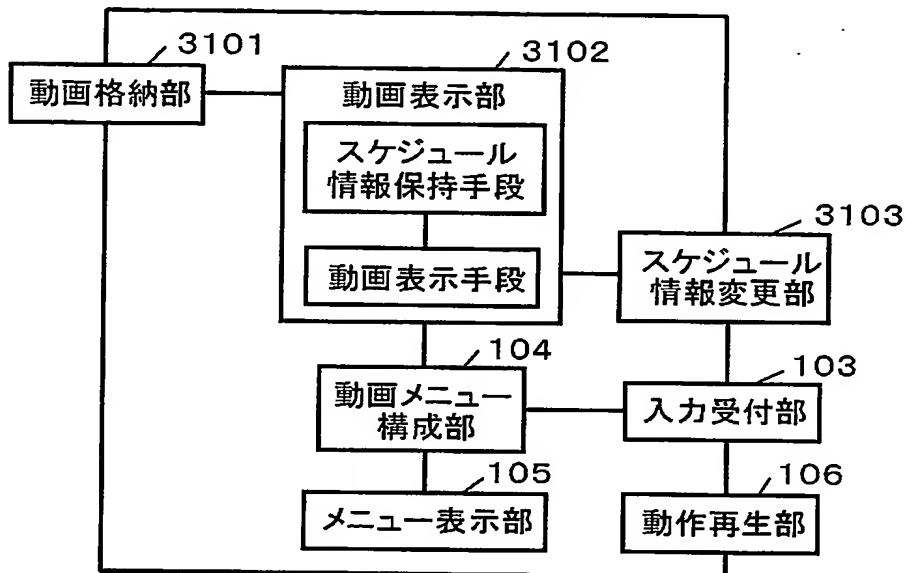 3101
動画格納部
3102
動画表示部
スケジュール
情報保持手段
動画表示手段
3103
スケジュール
情報変更部
104
動画メニュー
構成部
103
入力受付部
105
メニュー表示部
106
動作再生部